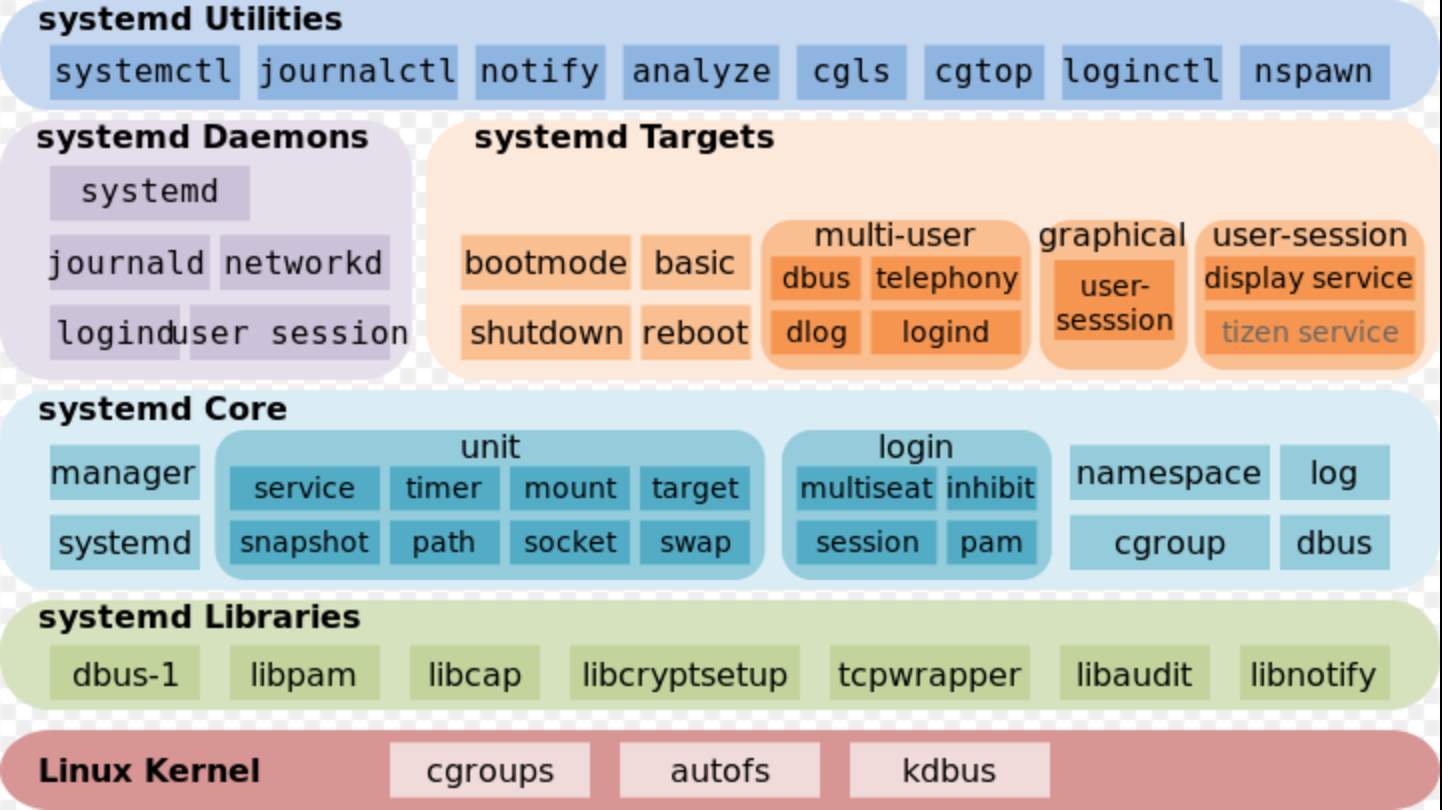 systemd Utilities
systemctl journalctl notify analyze cgls cgtop loginctl nspawn
systemd Daemons
systemd
journald networkd
logind user session
systemd Targets
bootmode basic
shutdown reboot
multi-user
dbus telephony
dlog logind
graphical
user-
sesssion
user-session
display service
tizen service
systemd Core
manager
systemd
unit
service timer mount target
snapshot path socket swap
login
multiseat inhibit
session pam
namespace log
cgroup dbus
systemd Libraries
dbus-1 libpam libcap libcryptsetup tcpwrapper libaudit libnotify
Linux Kernel cgroups autofs kdbus